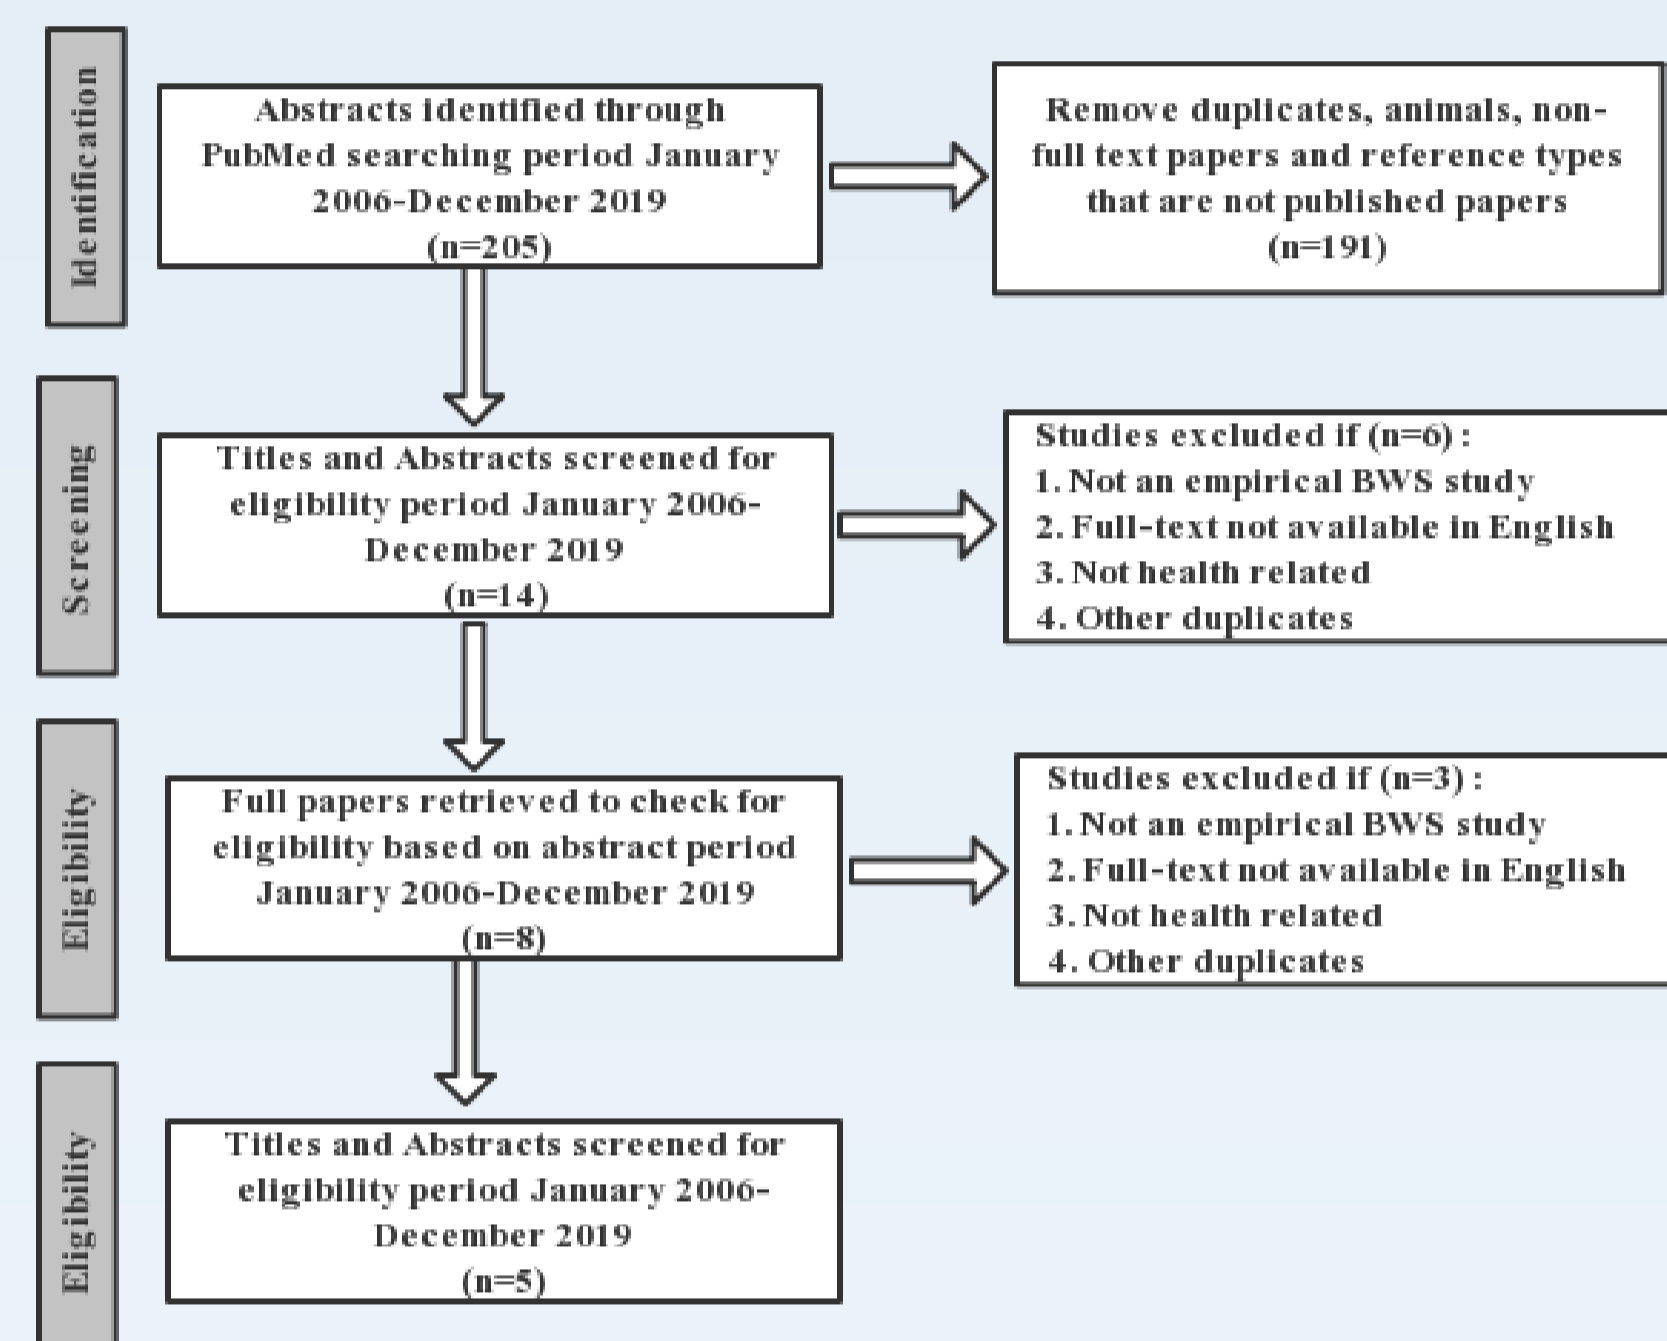 Identification
Abstracts identified through
PubMed searching period January
2006-December 2019
(n=205)
Remove duplicates, animals, non-
full text papers and reference types
that are not published papers
(n=191)
Screening
Titles and Abstracts screened for
eligibility period January 2006-
December 2019
(n=14)
Studies excluded if (n=6) :
1. Not an empirical BWS study
2. Full-text not available in English
3. Not health related
4. Other duplicates
Eligibility
Full papers retrieved to check for
eligibility based on abstract period
January 2006-December 2019
(n=8)
Studies excluded if (n=3) :
1. Not an empirical BWS study
2. Full-text not available in English
3. Not health related
4. Other duplicates
Eligibility
Titles and Abstracts screened for
eligibility period January 2006-
December 2019
(n=5)